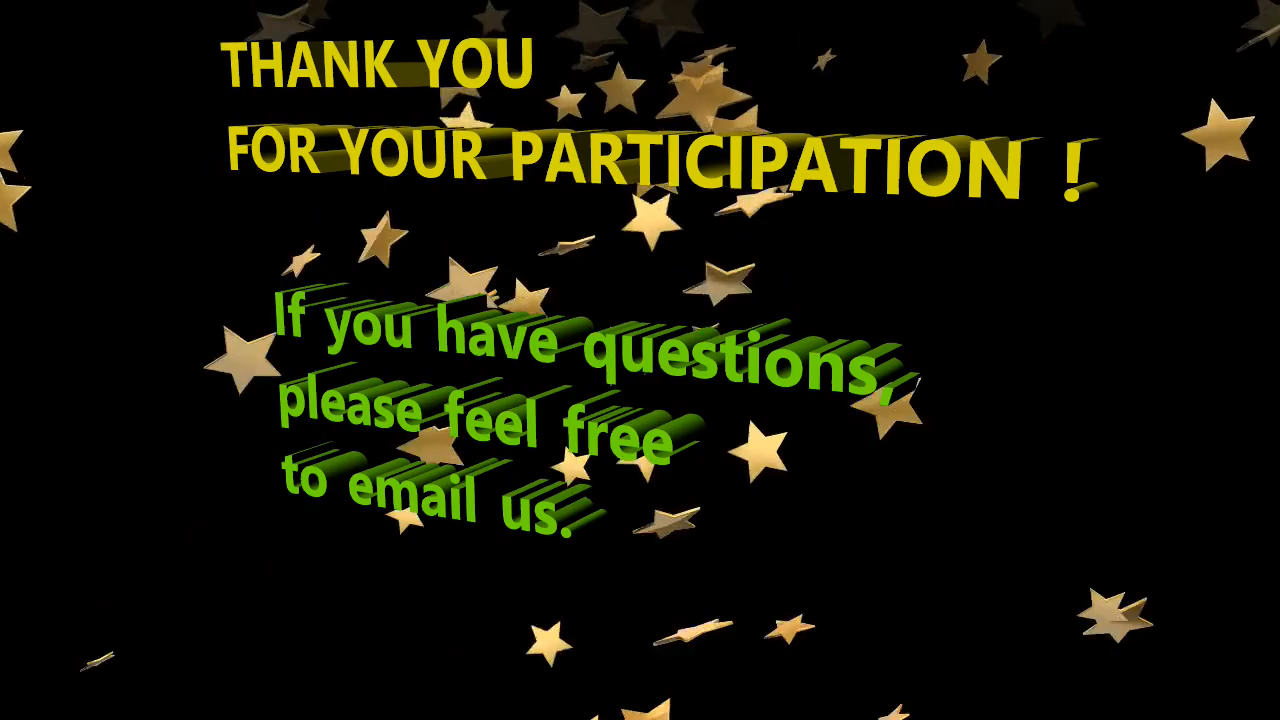 THANK YOU
FOR YOUR PARTICIPATION !
If you have questions,
please feel free
to email us.